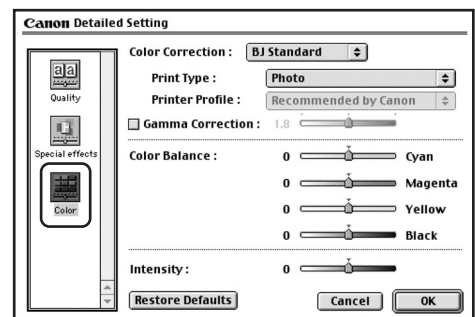 Canon Detailed Setting
aa
Quality
Special effects
Color
Color Correction : BJ Standard
Print Type : Photo
Printer Profile : Recommended by Canon
Gamma Correction : 1.8
Color Balance : 0 Cyan
0 Magenta
0 Yellow
0 Black
Intensity : 0
Restore Defaults Cancel OK